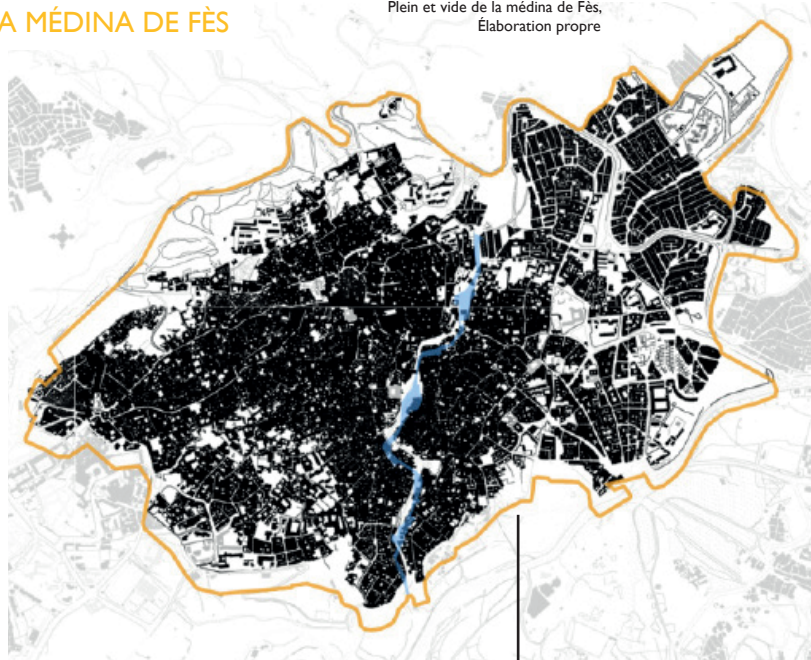 A MÉDINA DE FÈS
Plein et vide de la médina de Fès,
Élaboration propre